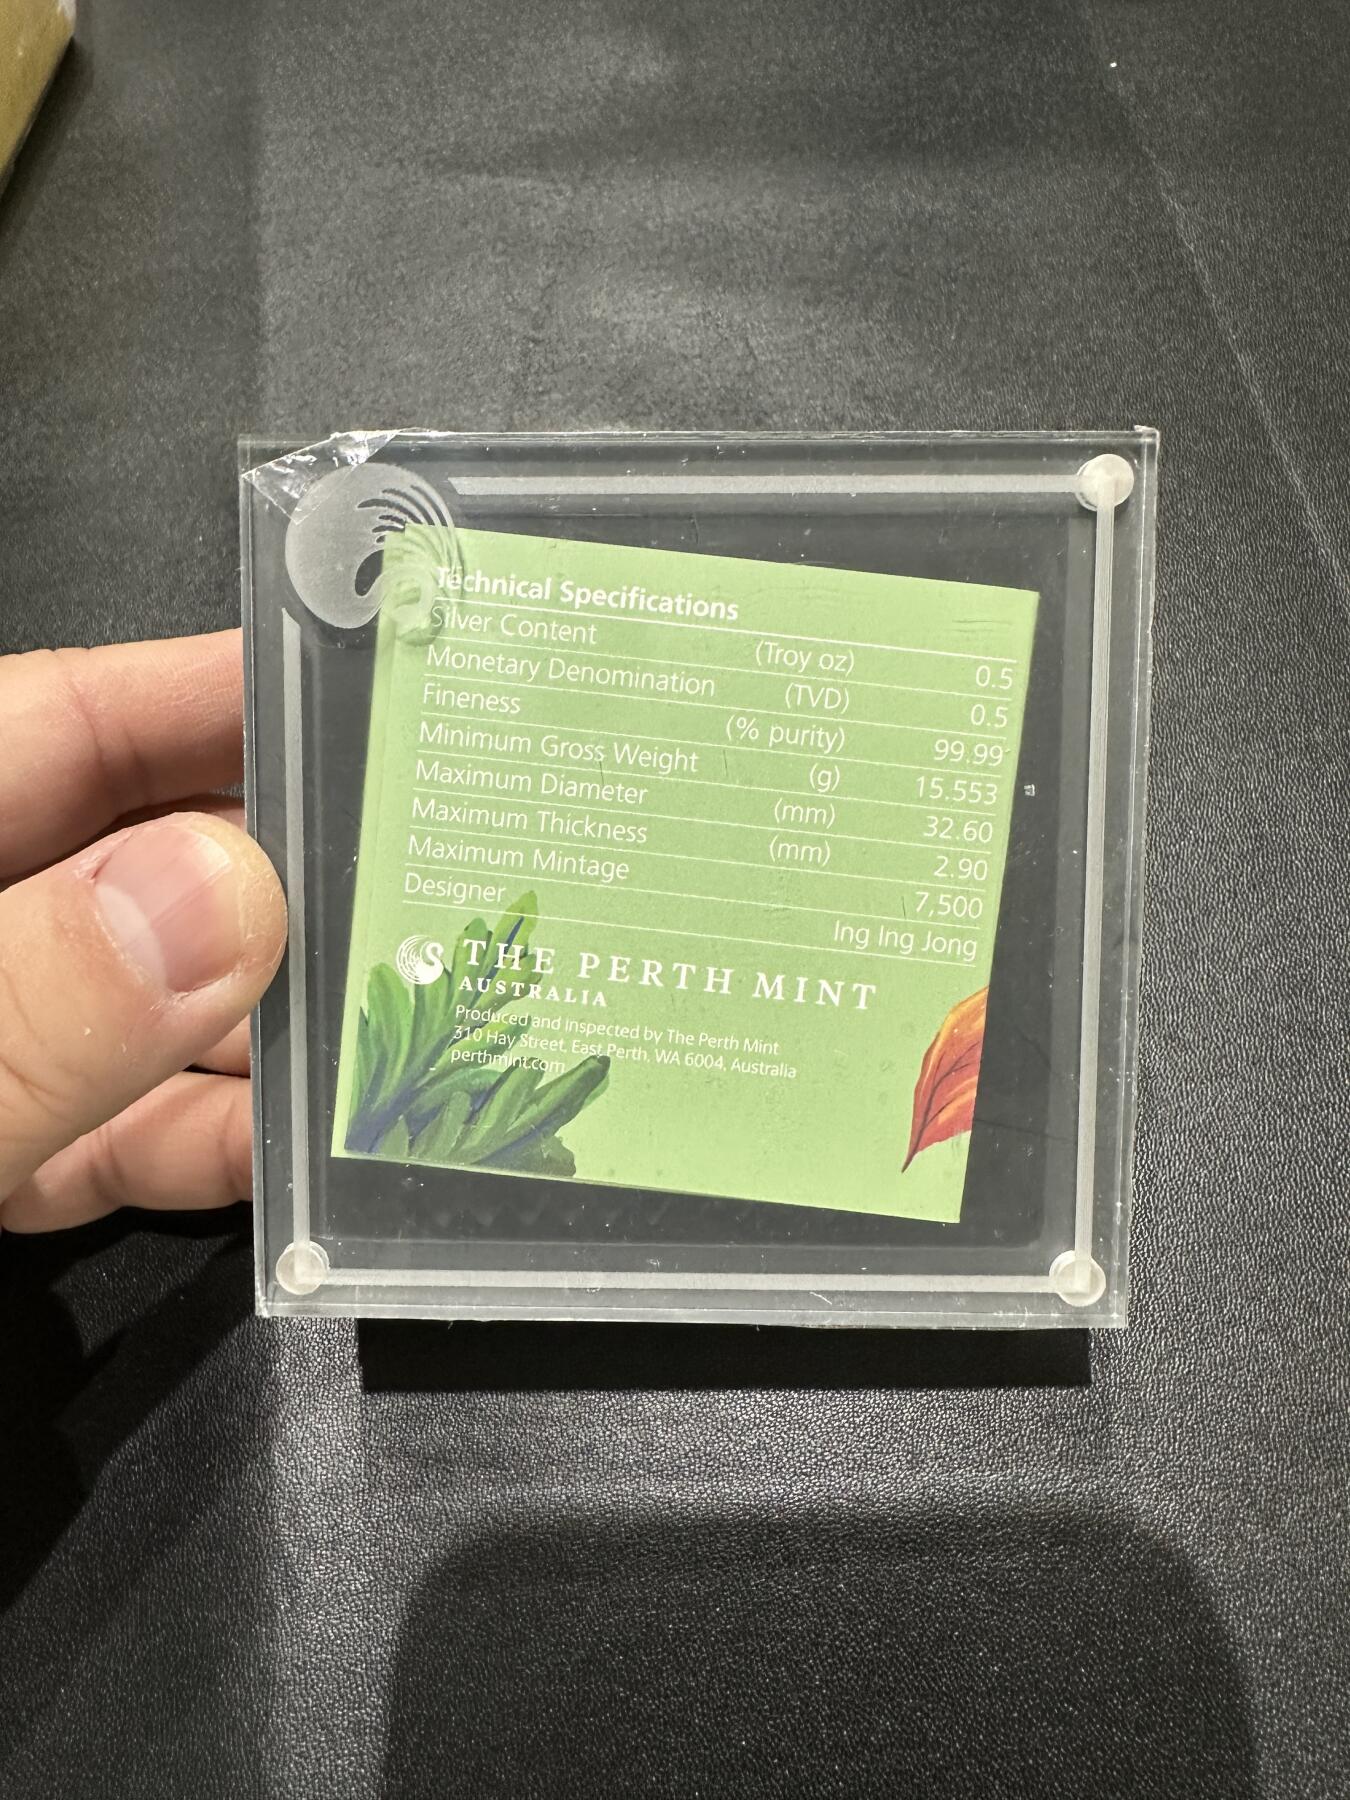 Technical Specifications
Silver Content (Troy oz) 0.5
Monetary Denomination (TVD) 0.5
Fineness (% purity) 99.99
Minimum Gross Weight (g) 15.553
Maximum Diameter (mm) 32.60
Maximum Thickness (mm) 2.90
Maximum Mintage 7,500
Designer Ing Ing Jong
THE PERTH MINT
AUSTRALIA
Produced and inspected by The Perth Mint
310 Hay Street, East Perth, WA 6004, Australia
perthmint.com